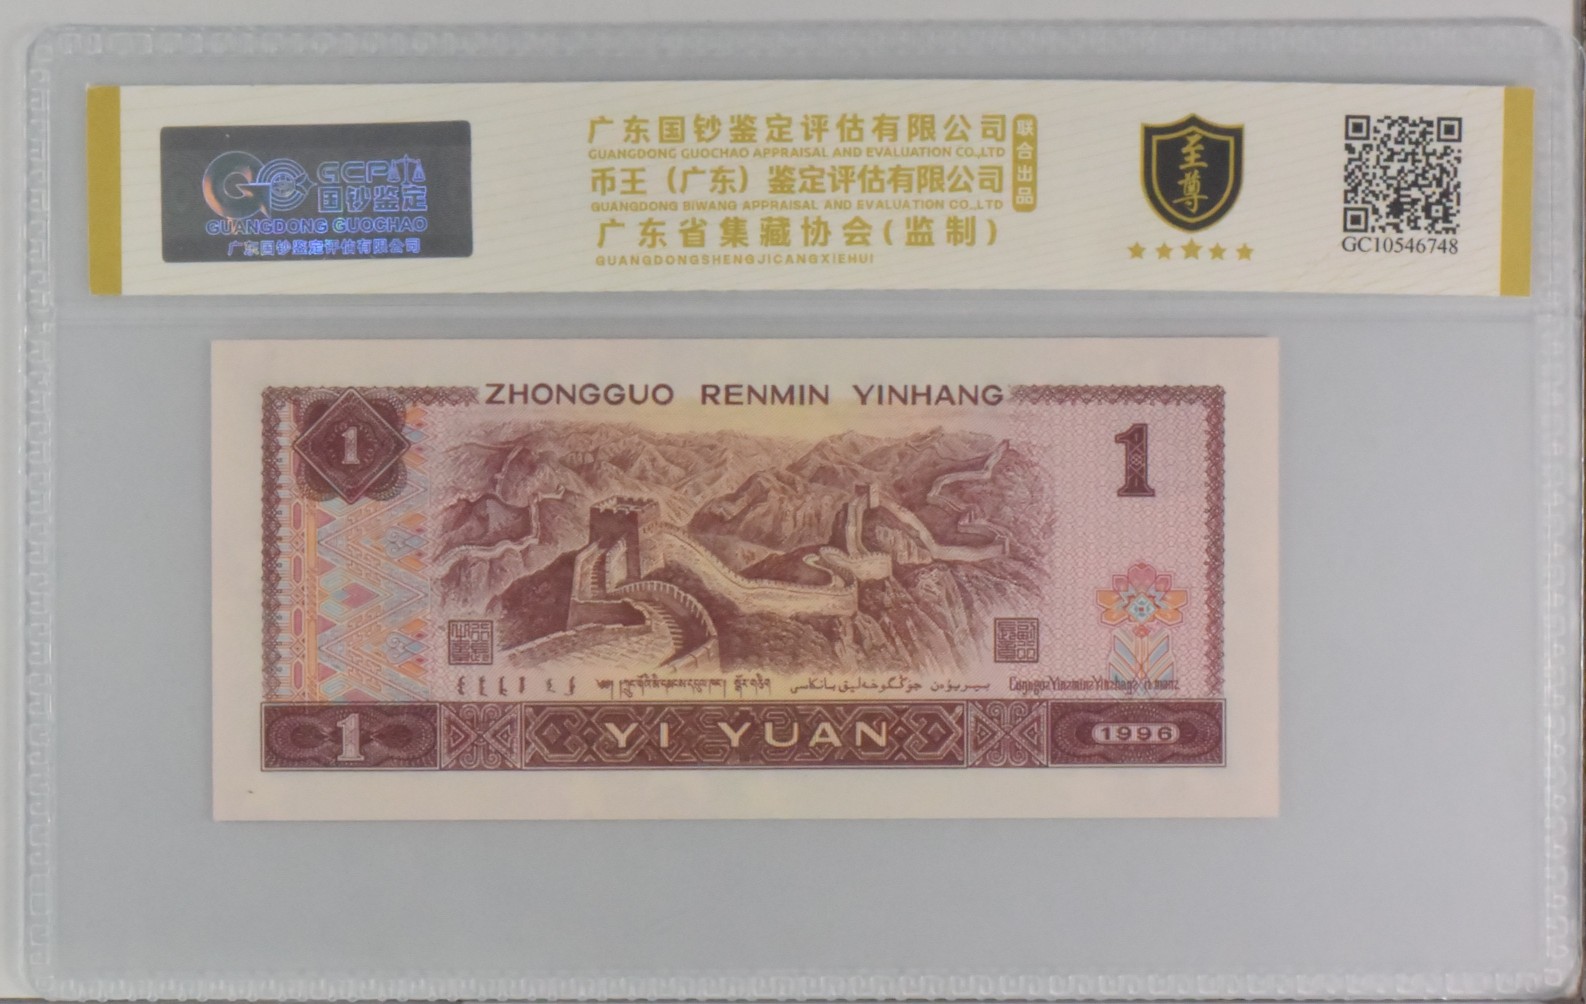 GCP
国钞鉴定
GUANGDONG GUOCHAO
广东国钞鉴定评估有限公司
广东国钞鉴定评估有限公司
GUANGDONG GUOCHAO APPRAISAL AND EVALUATION CO.,LTD
币王（广东）鉴定评估有限公司
GUANGDONG BIWANG APPRAISAL AND EVALUATION CO.,LTD
广东省集藏协会(监制)
GUANGDONGSHENGJICANGXIEHUI
联合出品
至尊
GC10546748
ZHONGGUO RENMIN YINHANG
1
1
1
YI YUAN
1996